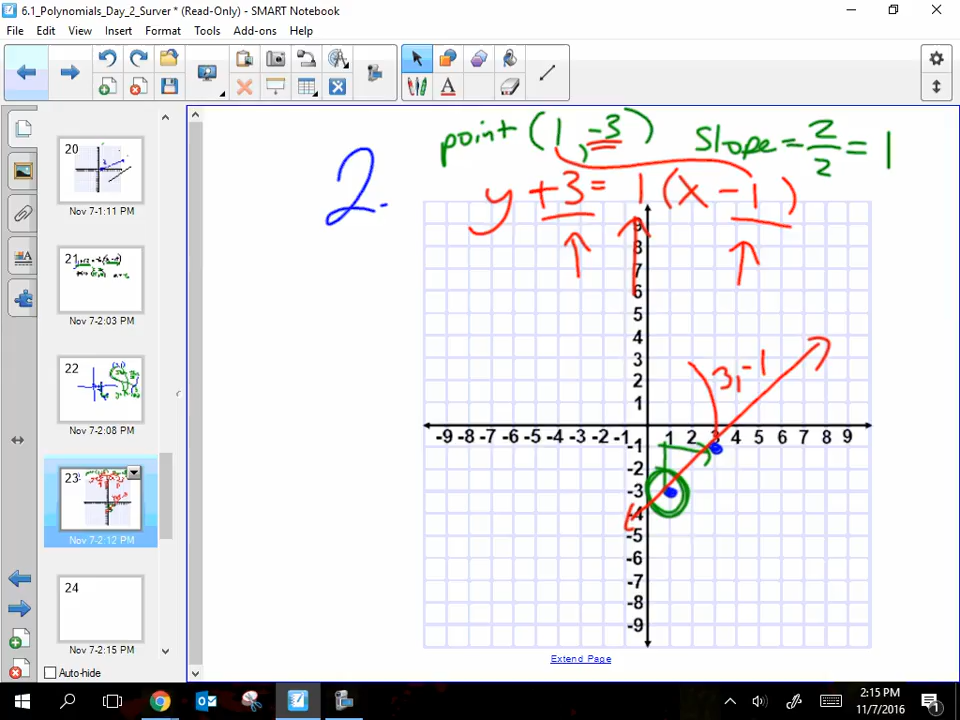 6.1_Polynomials_Day_2_Surver * (Read-Only) - SMART Notebook
File Edit View Insert Format Tools Add-ons Help
20
Nov 7-1:11 PM
21
Nov 7-2:03 PM
22
Nov 7-2:08 PM
23
Nov 7-2:12 PM
24
Nov 7-2:15 PM
Auto-hide
point (1, -3) Slope = 2/2 = 1
2.
y + 3 = 1 (x - 1)
9
8
7
6
5
4
3
2
1
3, -1
-9 -8 -7 -6 -5 -4 -3 -2 -1 1 2 3 4 5 6 7 8 9
-1
-2
-3
-4
-5
-6
-7
-8
-9
Extend Page
2:15 PM
11/7/2016
1